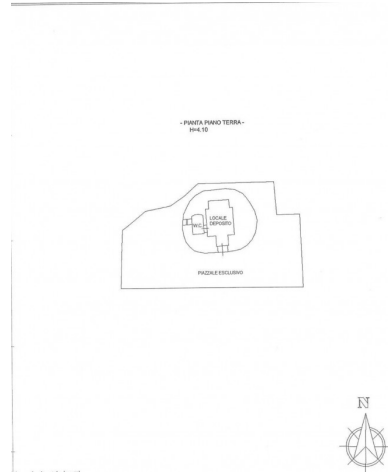 - PIANTA PIANO TERRA -
H=4.10
LOCALE
DEPOSITO
W.C.
PIAZZALE ESCLUSIVO
N